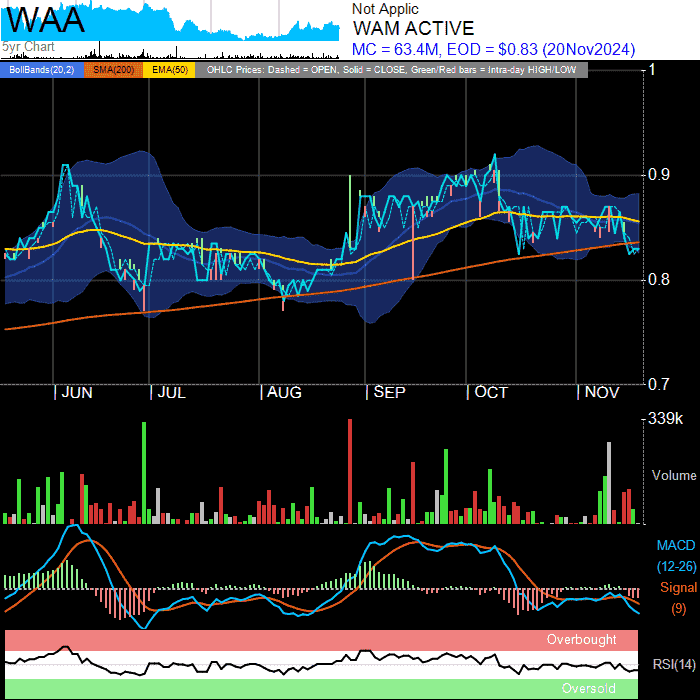 WAA
5yr Chart
Not Applic
WAM ACTIVE
MC = 63.4M, EOD = $0.83 (20Nov2024)
BollBands(20,2) SMA(200) EMA(50) OHLC Prices: Dashed = OPEN, Solid = CLOSE, Green/Red bars = Intra-day HIGH/LOW
1
0.9
0.8
0.7
JUN JUL AUG SEP OCT NOV
339k
Volume
MACD
(12-26)
Signal
(9)
Overbought
RSI(14)
Oversold